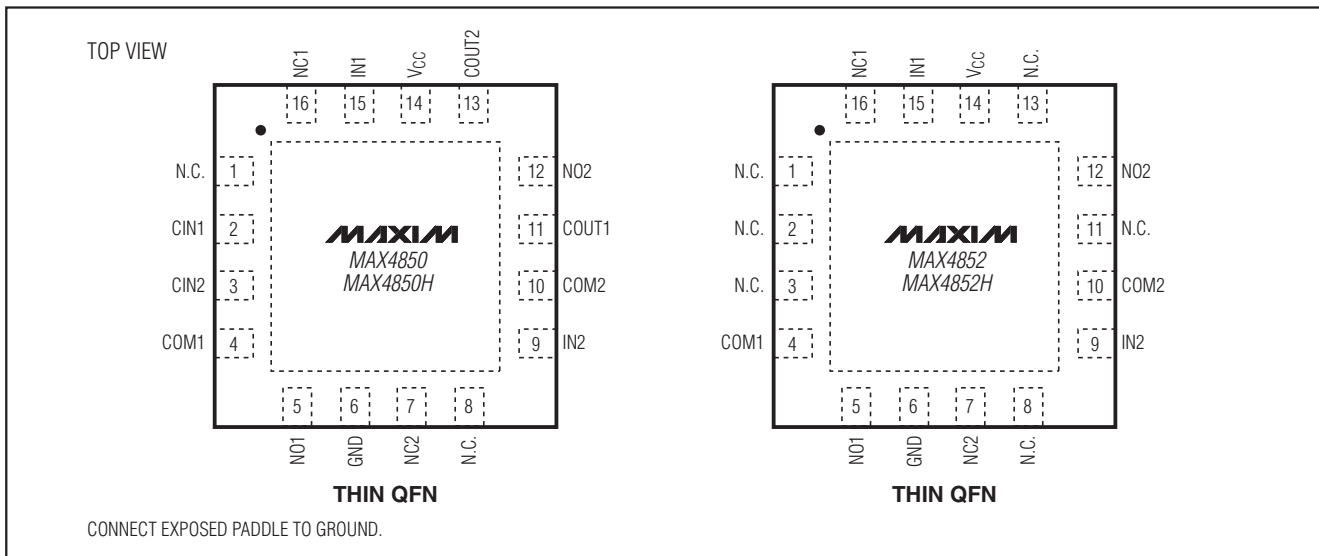 TOP VIEW
NC1
IN1
VCC
COUT2
16
15
14
13
N.C. 1
CIN1 2
CIN2 3
COM1 4
12 NO2
11 COUT1
10 COM2
9 IN2
MAXIM
MAX4850
MAX4850H
5
6
7
8
NO1
GND
NC2
N.C.
THIN QFN
NC1
IN1
VCC
N.C.
16
15
14
13
N.C. 1
N.C. 2
N.C. 3
COM1 4
12 NO2
11 N.C.
10 COM2
9 IN2
MAXIM
MAX4852
MAX4852H
5
6
7
8
NO1
GND
NC2
N.C.
THIN QFN
CONNECT EXPOSED PADDLE TO GROUND.